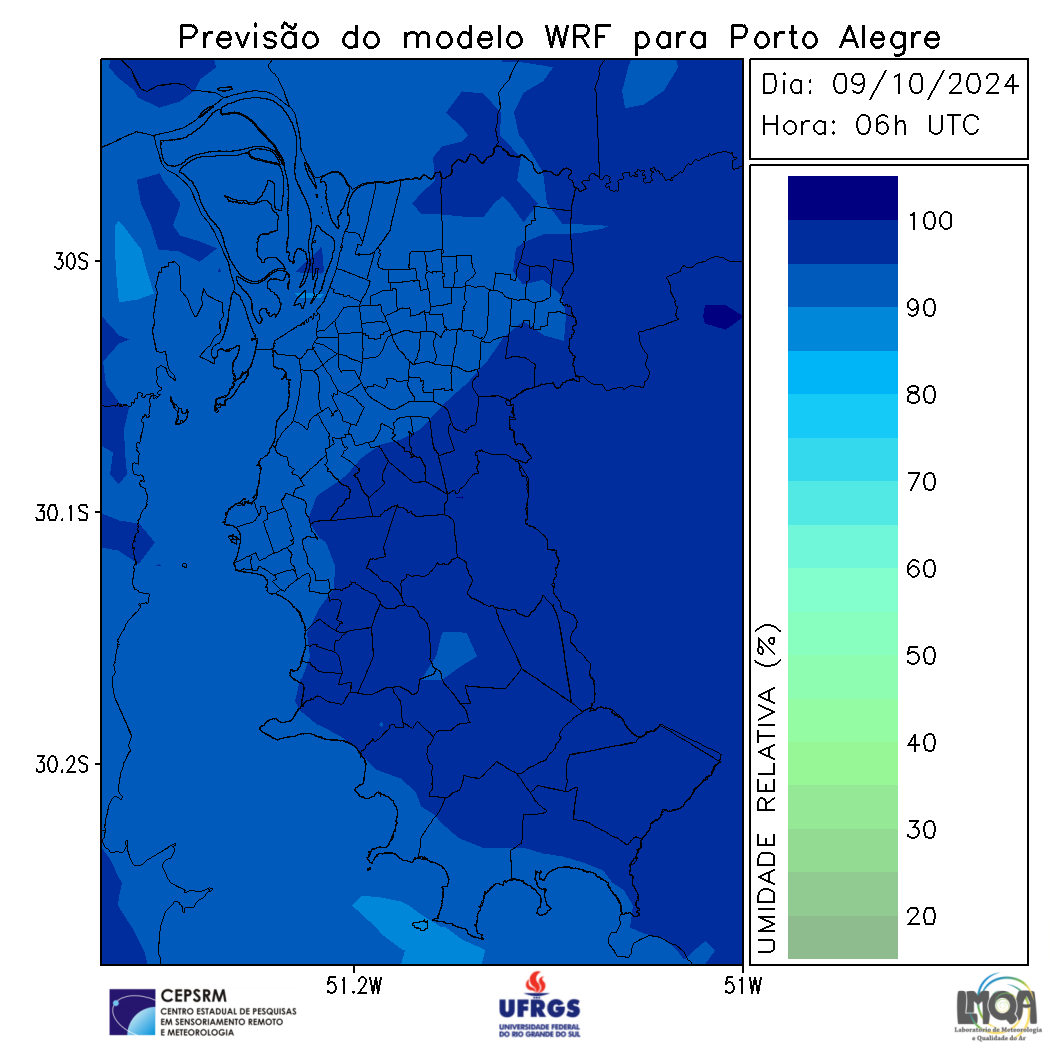 Previsão do modelo WRF para Porto Alegre
Dia: 09/10/2024
Hora: 06h UTC
30S
30.1S
30.2S
51.2W
51W
100
90
80
70
60
50
40
30
20
UMIDADE RELATIVA (%)
CEPSRM
CENTRO ESTADUAL DE PESQUISAS
EM SENSORIAMENTO REMOTO
E METEOROLOGIA
UFRGS
UNIVERSIDADE FEDERAL
DO RIO GRANDE DO SUL
LMQA
Laboratório de Meteorologia
e Qualidade do Ar